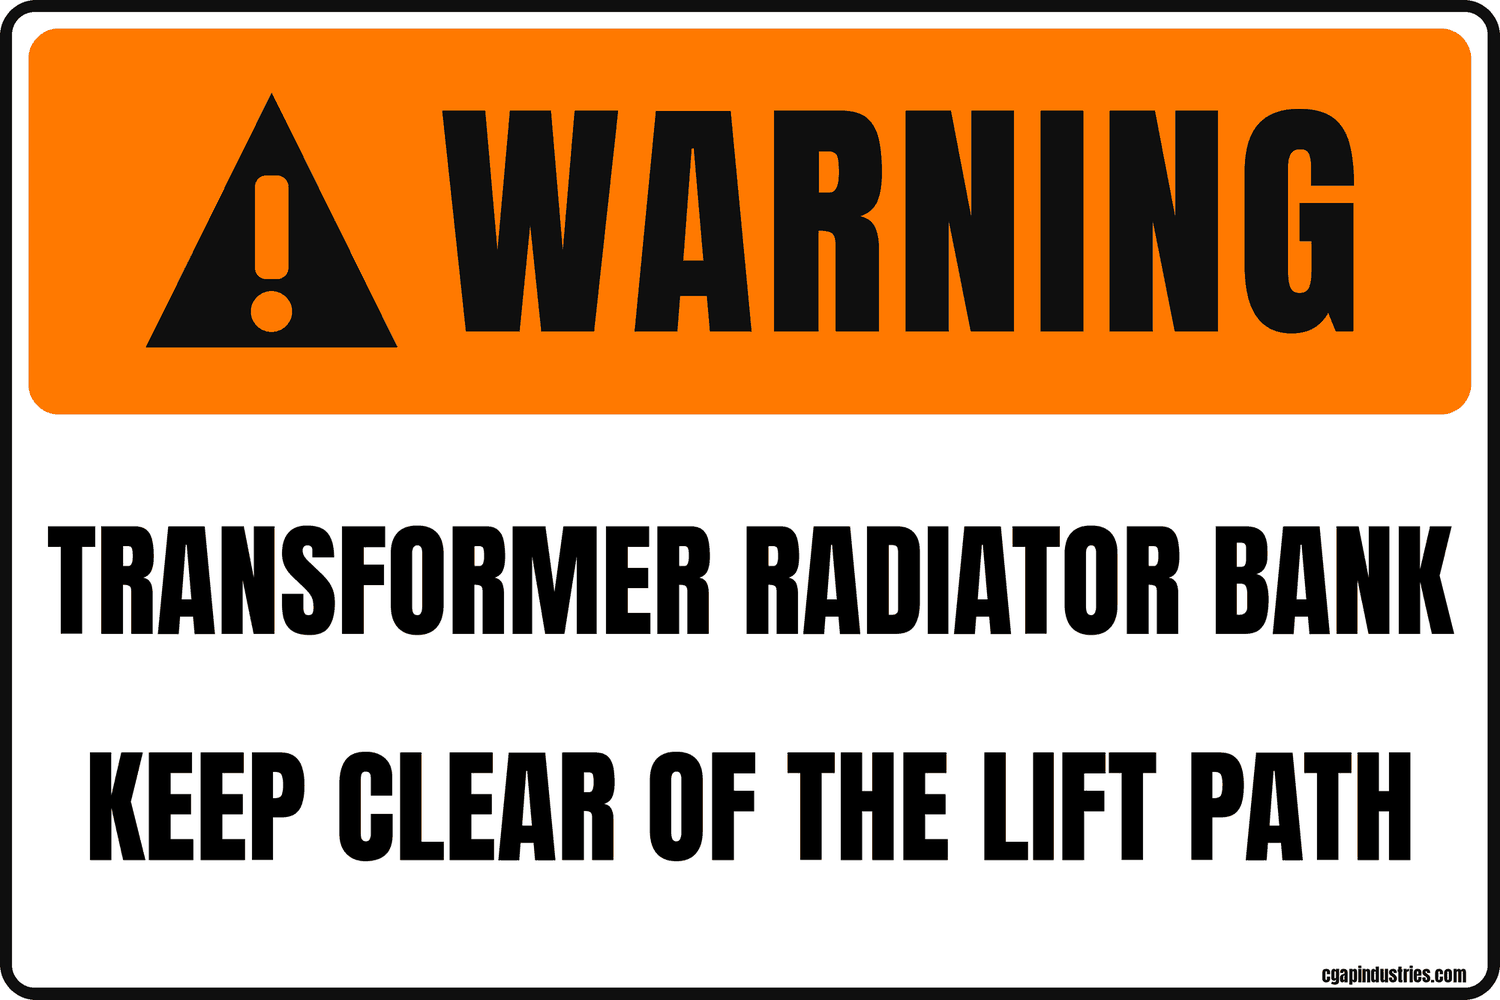 WARNING
TRANSFORMER RADIATOR BANK
KEEP CLEAR OF THE LIFT PATH
cgapindustries.com